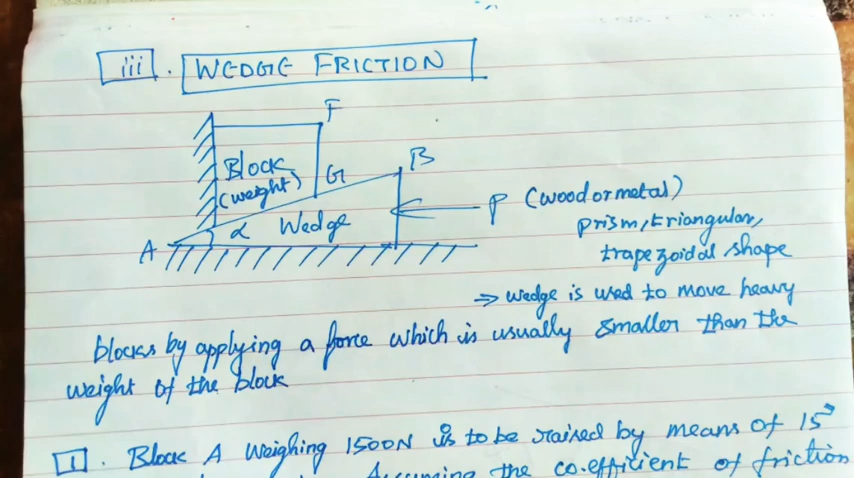 iii. WEDGE FRICTION
F
Block
(weight)
G
B
α
Wedge
A
P (wood or metal)
prism, triangular,
trapezoidal shape
⇒ wedge is used to move heavy
blocks by applying a force which is usually smaller than the
weight of the block
1. Block A weighing 1500N is to be raised by means of 15°
Assuming the co.efficient of friction